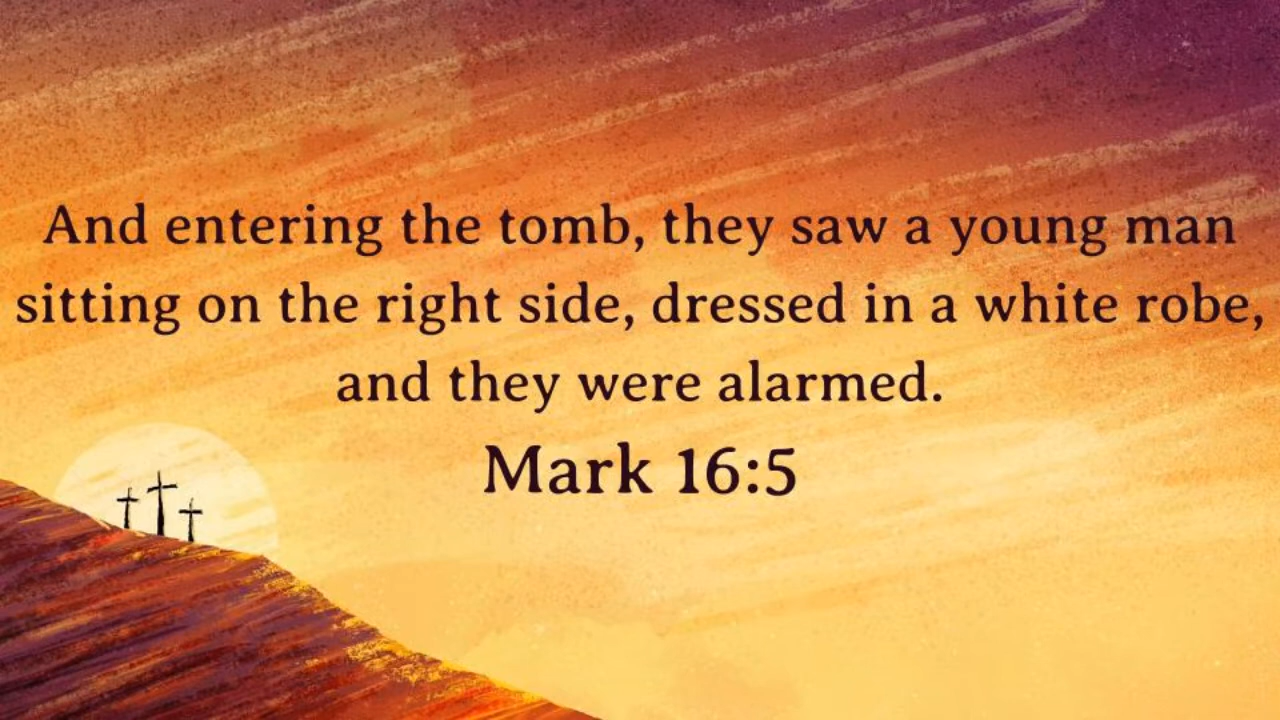 And entering the tomb, they saw a young man
sitting on the right side, dressed in a white robe,
and they were alarmed.
Mark 16:5